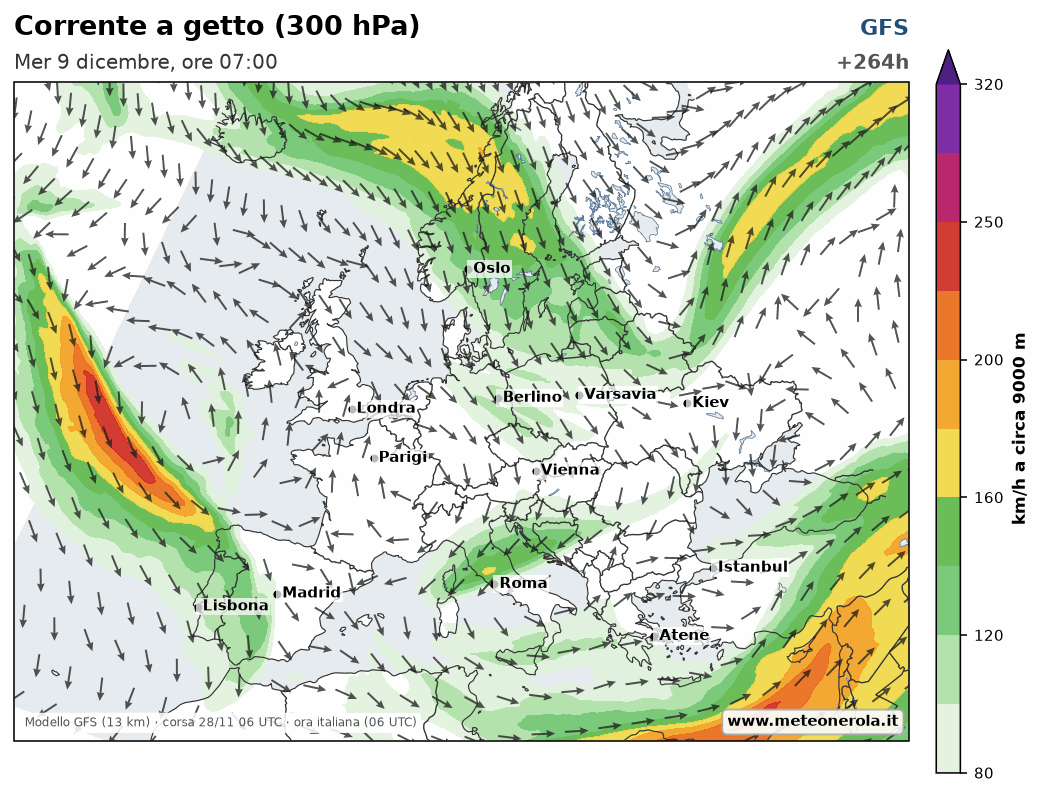 Corrente a getto (300 hPa)
GFS
Mer 9 dicembre, ore 07:00
+264h
320
250
200
160
120
80
km/h a circa 9000 m
Oslo
Berlino
Varsavia
Kiev
Londra
Parigi
Vienna
Istanbul
Roma
Madrid
Lisbona
Atene
Modello GFS (13 km) · corsa 28/11 06 UTC · ora italiana (06 UTC)
www.meteonerola.it